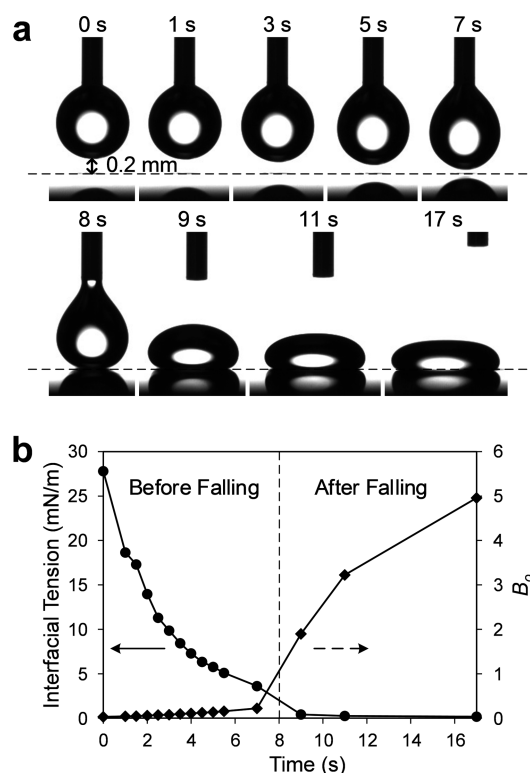 a
0 s 1 s 3 s 5 s 7 s
0.2 mm
8 s 9 s 11 s 17 s
b
Before Falling After Falling
Interfacial Tension (mN/m)
30
25
20
15
10
5
0
6
5
4
3
2
1
0
Bo
0 2 4 6 8 10 12 14 16
Time (s)